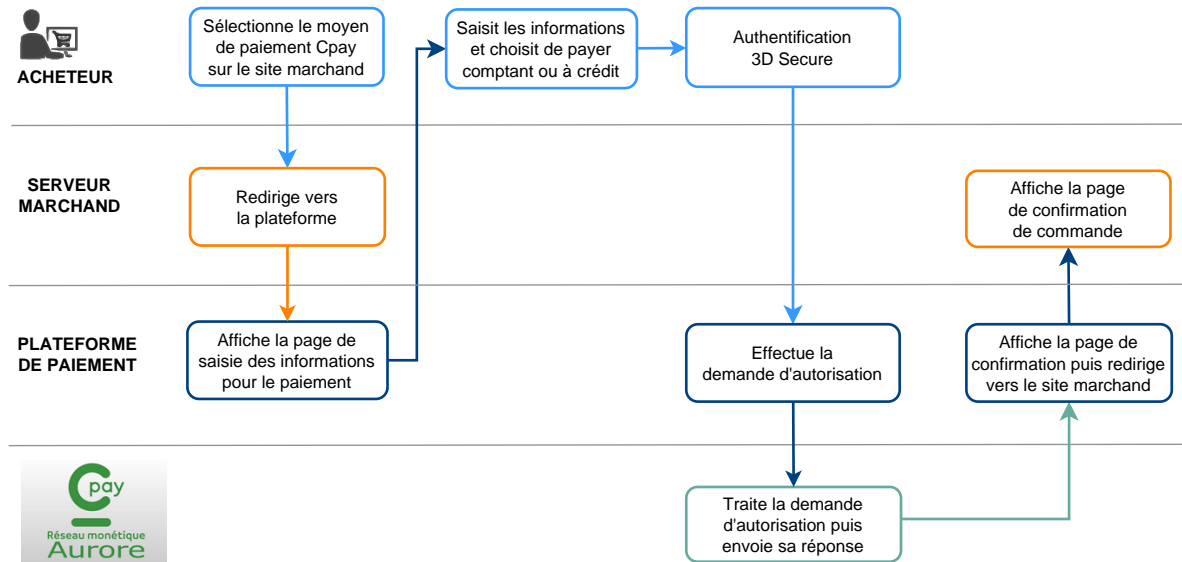 ACHETEUR
Sélectionne le moyen
de paiement Cpay
sur le site marchand
Saisit les informations
et choisit de payer
comptant ou à crédit
Authentification
3D Secure
SERVEUR
MARCHAND
Redirige vers
la plateforme
Affiche la page
de confirmation
de commande
PLATEFORME
DE PAIEMENT
Affiche la page de
saisie des informations
pour le paiement
Effectue la
demande d'autorisation
Affiche la page de
confirmation puis redirige
vers le site marchand
Cpay
Réseau monétique
Aurore
Traite la demande
d'autorisation puis
envoie sa réponse